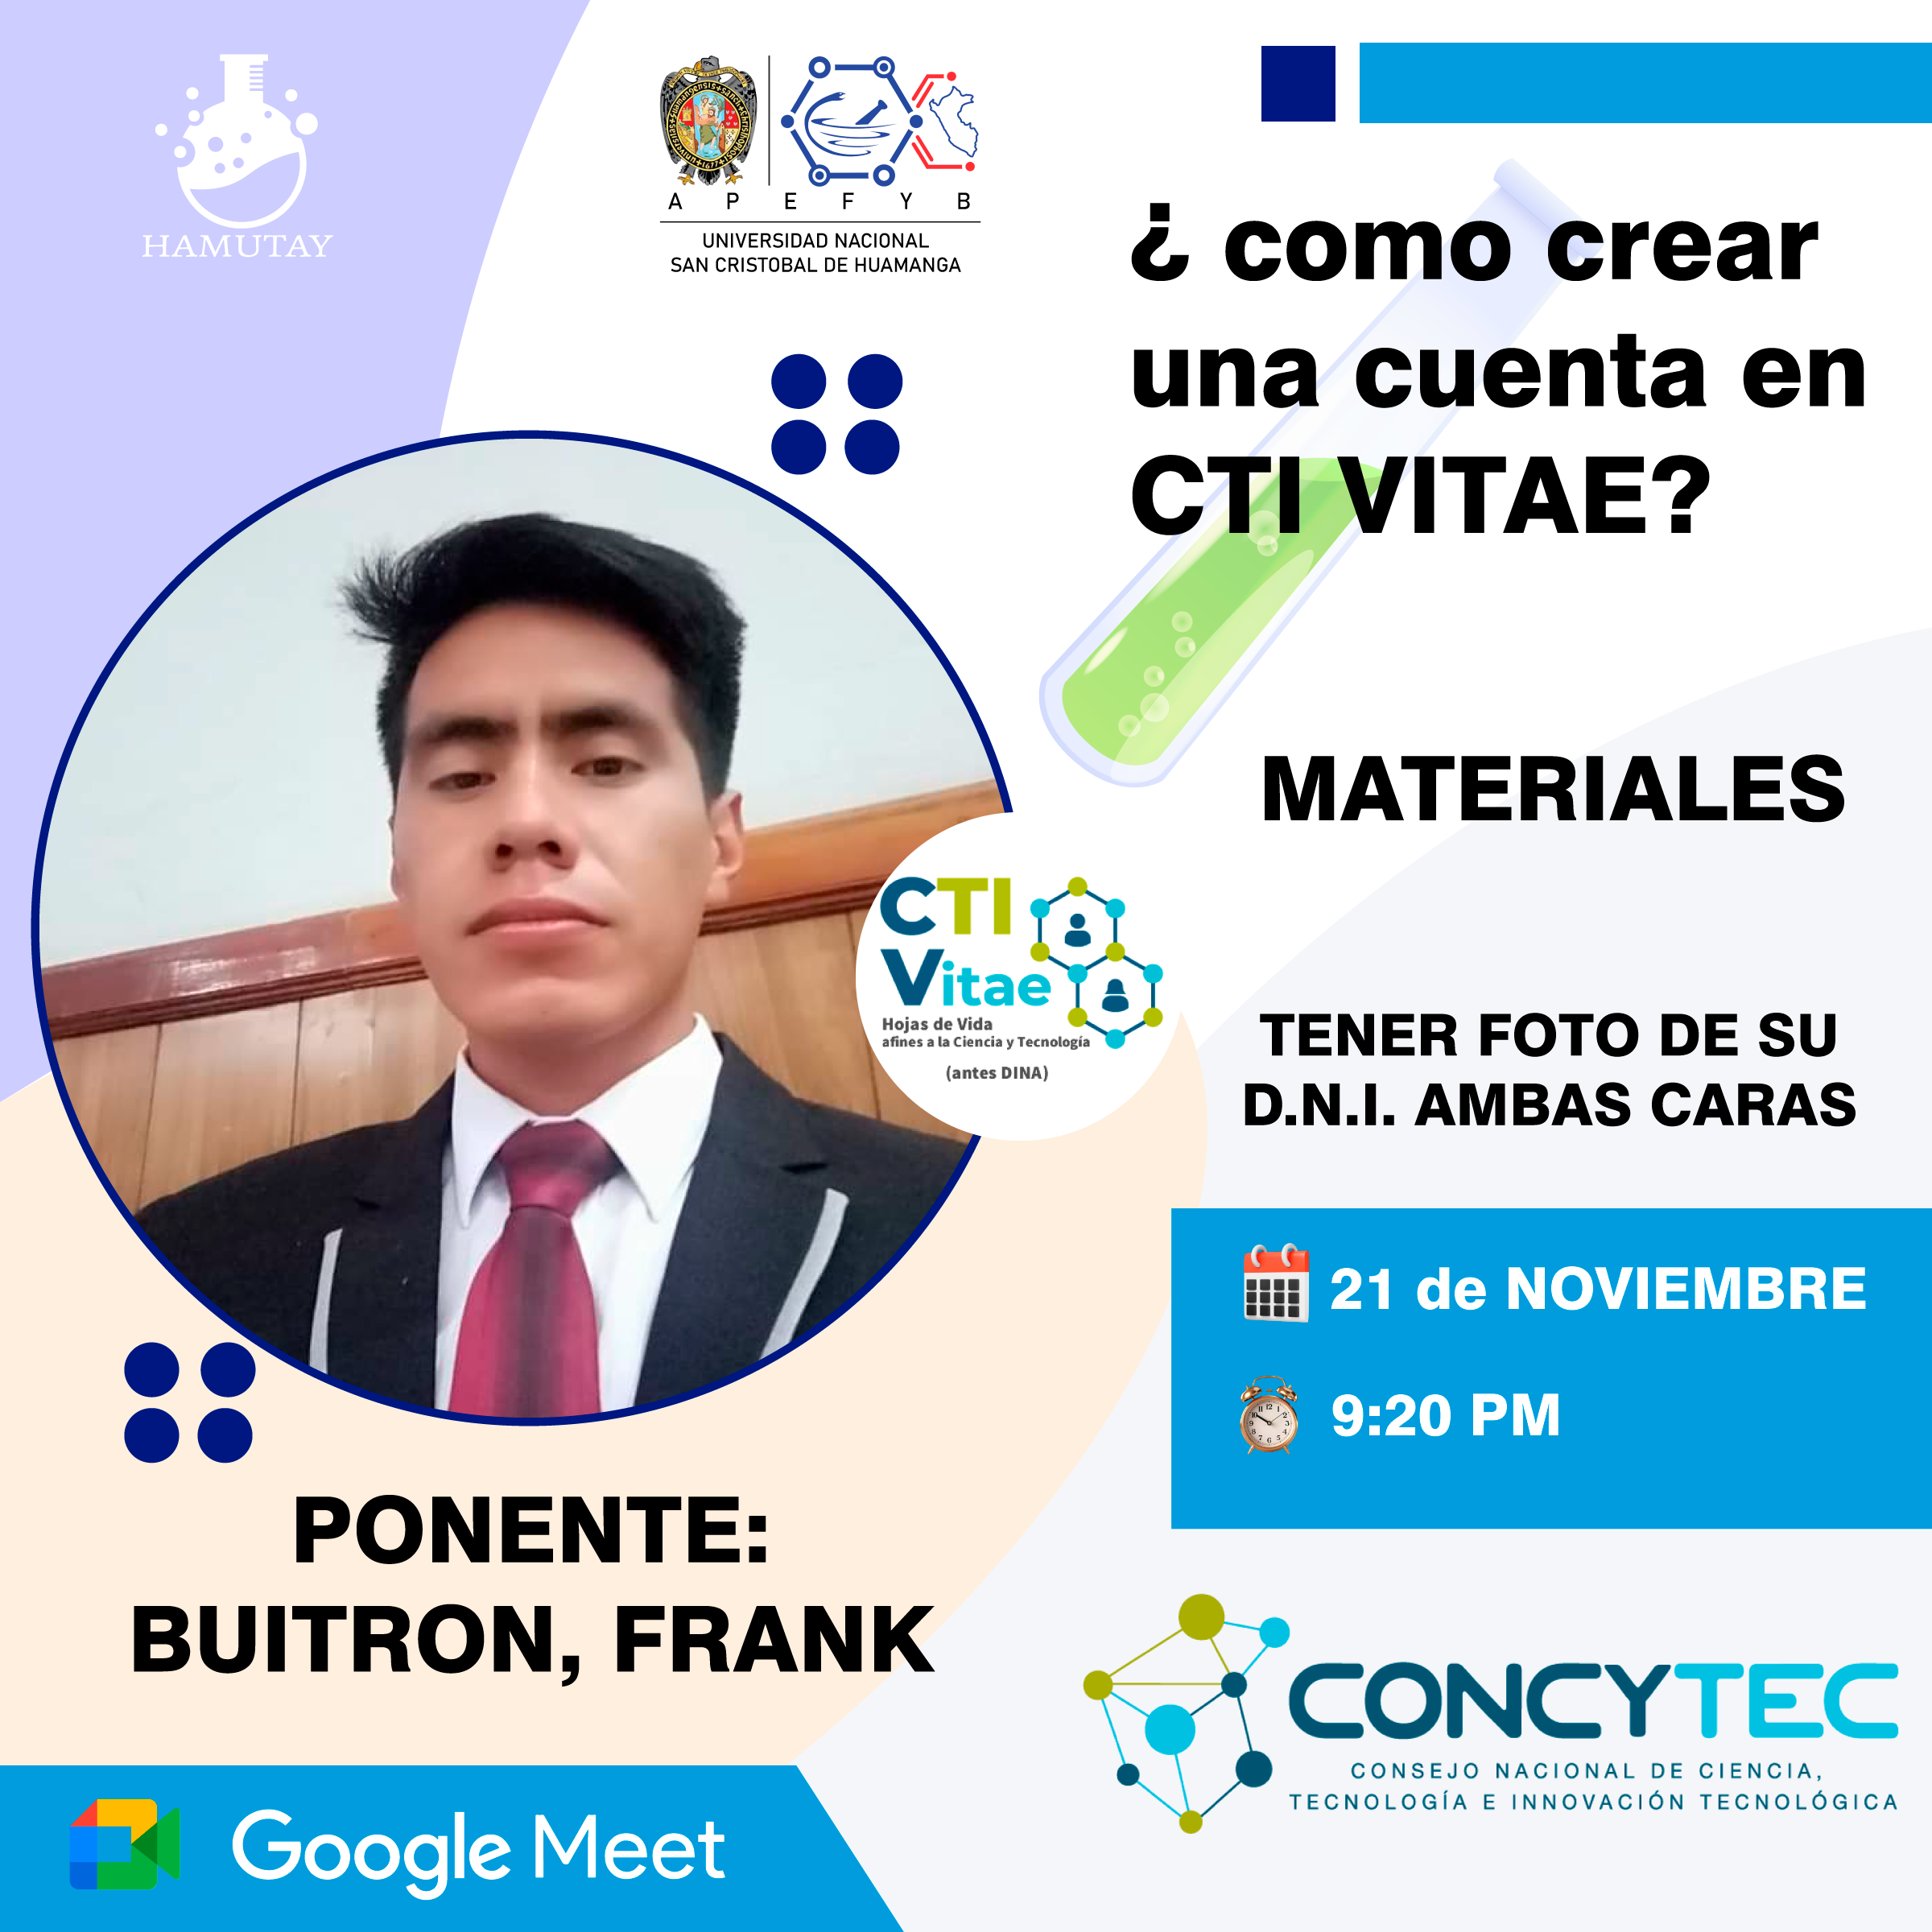 HAMUTAY
A P E F Y B
UNIVERSIDAD NACIONAL
SAN CRISTOBAL DE HUAMANGA
¿ como crear
una cuenta en
CTI VITAE?
MATERIALES
CTI
Vitae
Hojas de Vida
afines a la Ciencia y Tecnología
(antes DINA)
TENER FOTO DE SU
D.N.I. AMBAS CARAS
21 de NOVIEMBRE
9:20 PM
PONENTE:
BUITRON, FRANK
CONCYTEC
CONSEJO NACIONAL DE CIENCIA,
TECNOLOGÍA E INNOVACIÓN TECNOLÓGICA
Google Meet